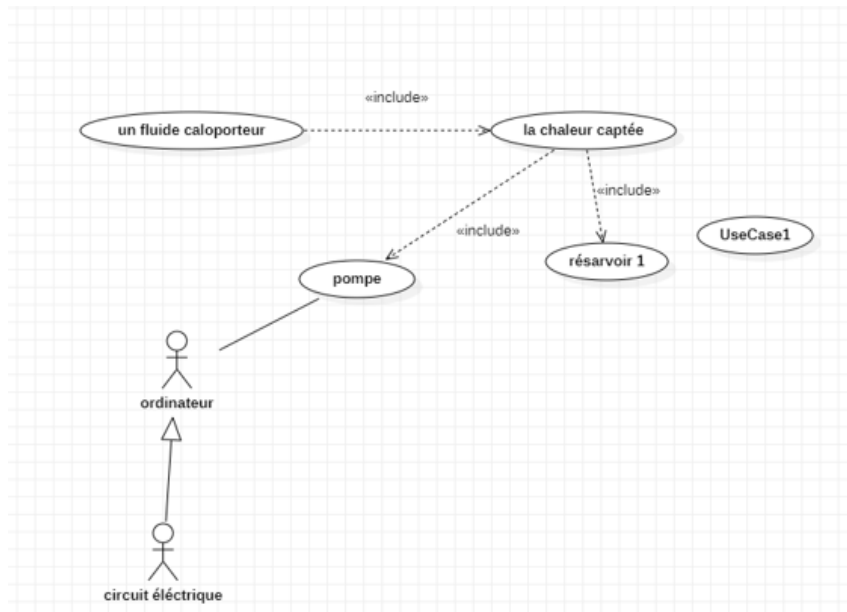 «include»
un fluide caloporteur
la chaleur captée
«include»
«include»
UseCase1
résarvoir 1
pompe
ordinateur
circuit éléctrique